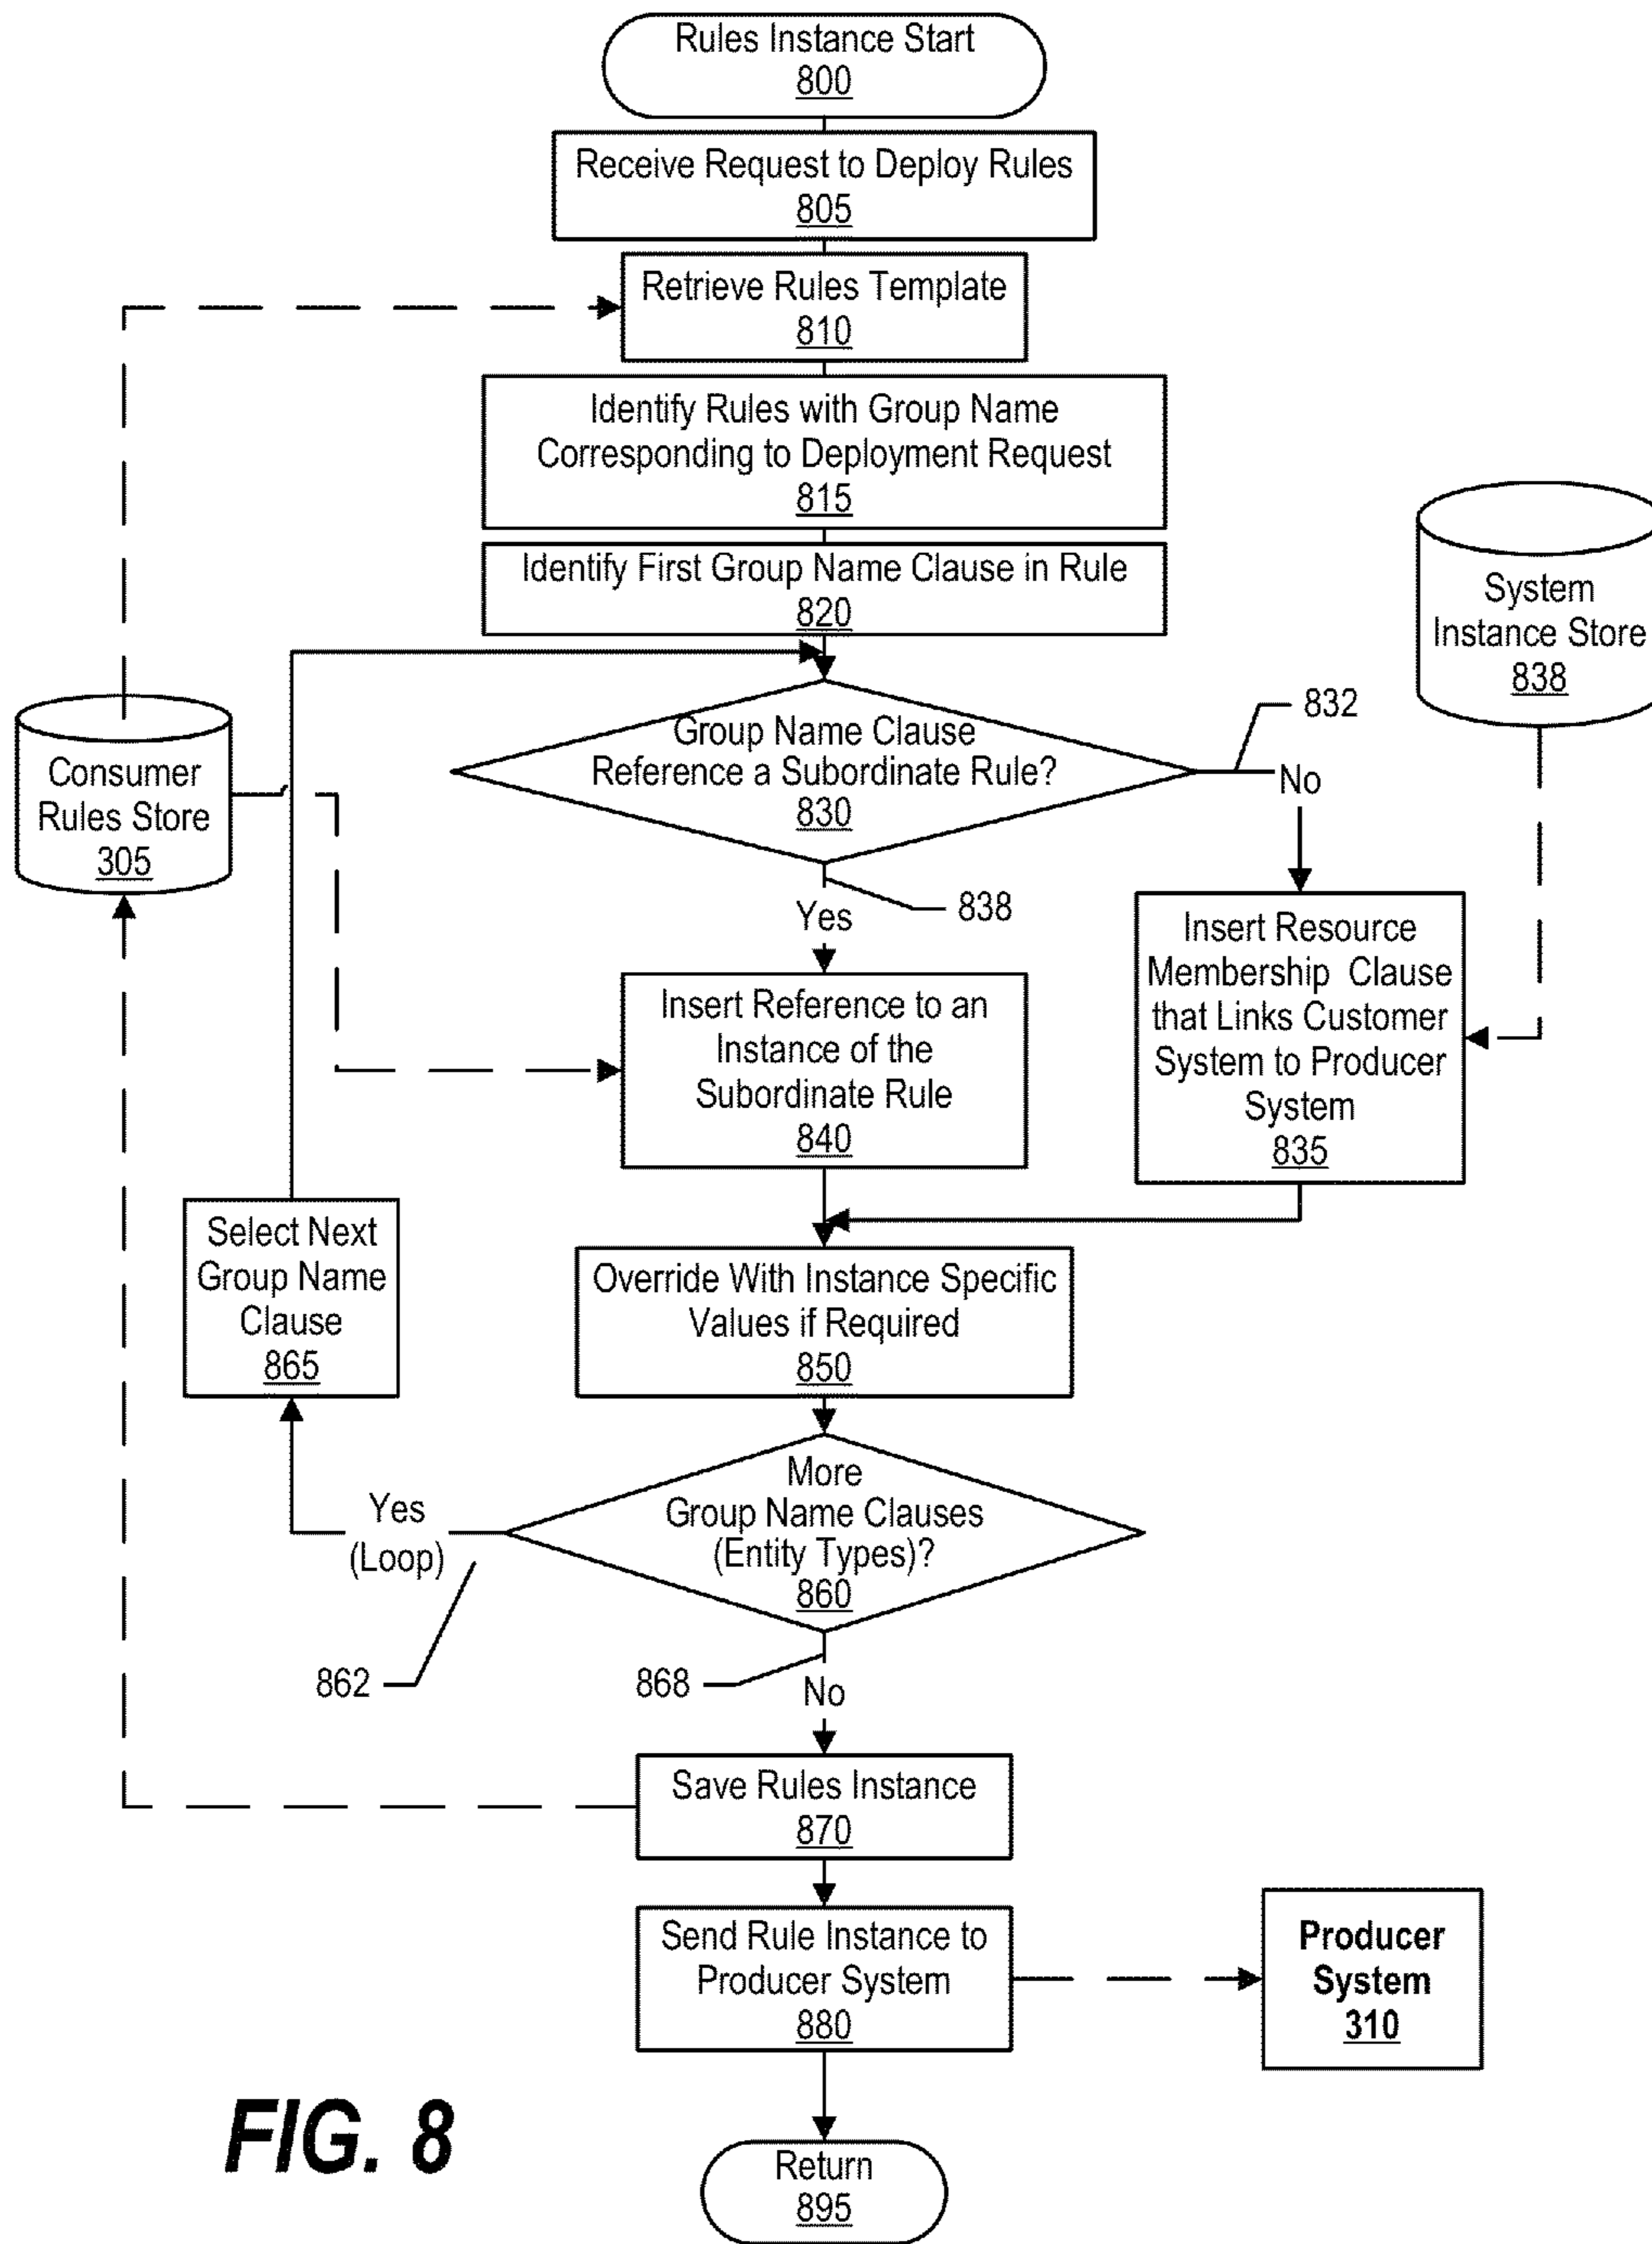 Rules Instance Start
800
Receive Request to Deploy Rules
805
Retrieve Rules Template
810
Identify Rules with Group Name
Corresponding to Deployment Request
815
Identify First Group Name Clause in Rule
820
System
Instance Store
838
Consumer
Rules Store
305
Group Name Clause
Reference a Subordinate Rule?
830
832
No
838
Yes
Insert Resource
Membership Clause
that Links Customer
System to Producer
System
835
Insert Reference to an
Instance of the
Subordinate Rule
840
Select Next
Group Name
Clause
865
Override With Instance Specific
Values if Required
850
More
Group Name Clauses
(Entity Types)?
860
Yes
(Loop)
862
868
No
Save Rules Instance
870
Send Rule Instance to
Producer System
880
Producer
System
310
Return
895
FIG. 8